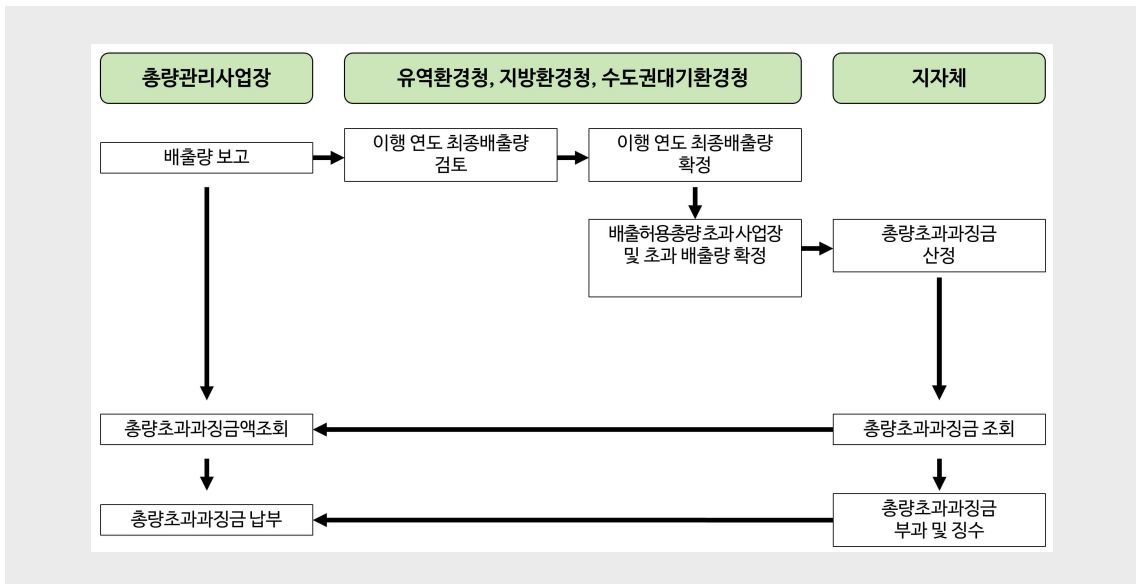 총량관리사업장
유역환경청, 지방환경청, 수도권대기환경청
지자체
배출량 보고
이행 연도 최종배출량
검토
이행 연도 최종배출량
확정
배출허용총량 초과 사업장
및 초과 배출량 확정
총량초과과징금
산정
총량초과과징금액조회
총량초과과징금 조회
총량초과과징금 납부
총량초과과징금
부과 및 징수